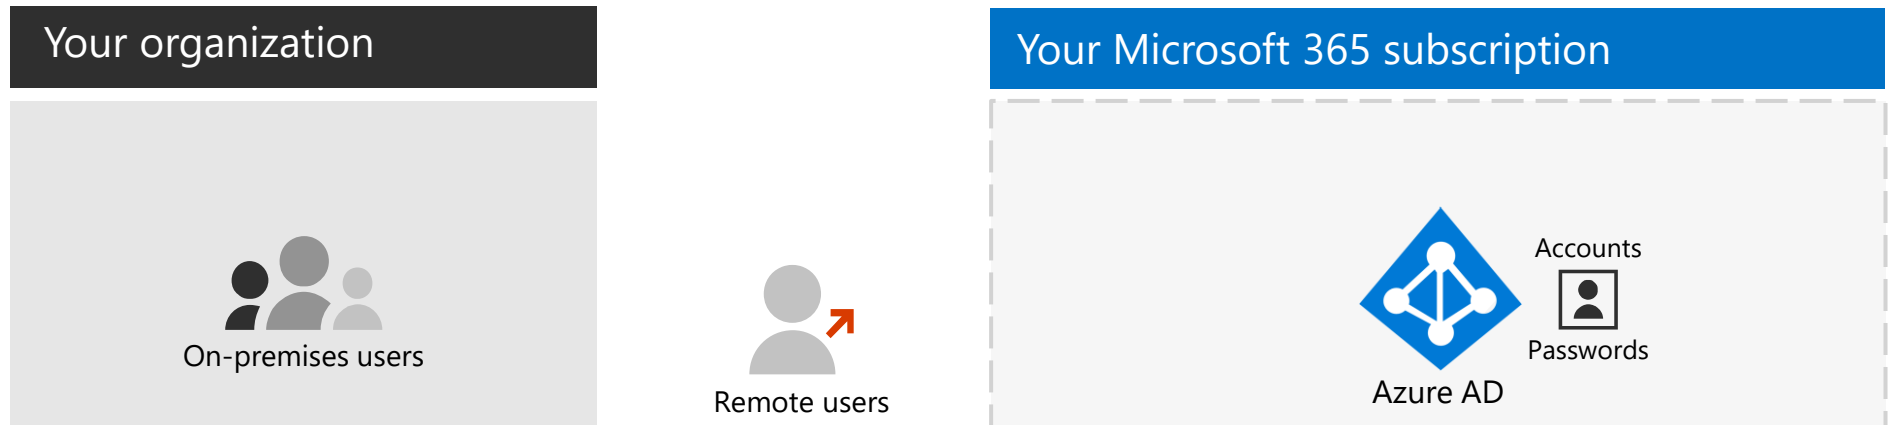 Your organization
Your Microsoft 365 subscription
On-premises users
Remote users
Accounts
Passwords
Azure AD